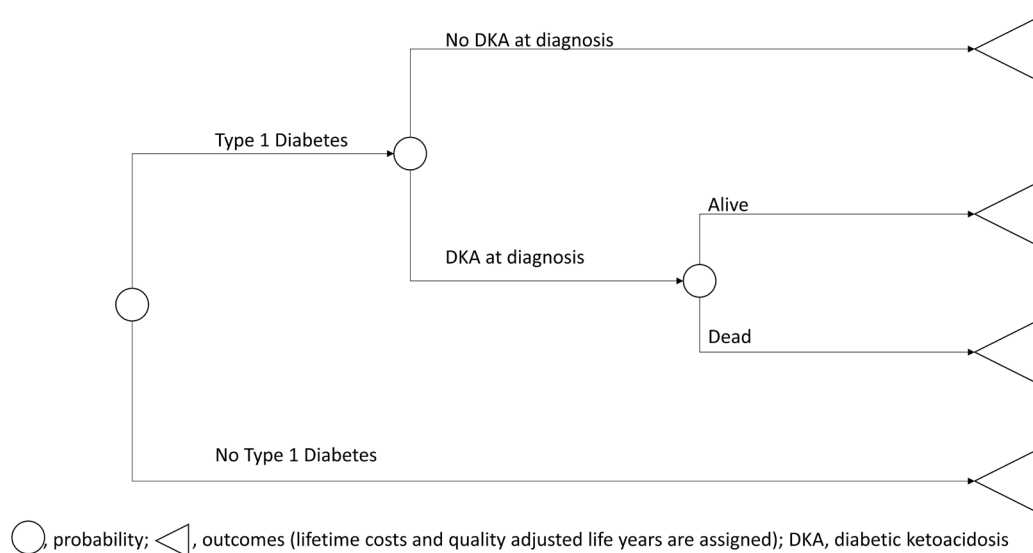 No DKA at diagnosis
Type 1 Diabetes
Alive
DKA at diagnosis
Dead
No Type 1 Diabetes
, probability; , outcomes (lifetime costs and quality adjusted life years are assigned); DKA, diabetic ketoacidosis